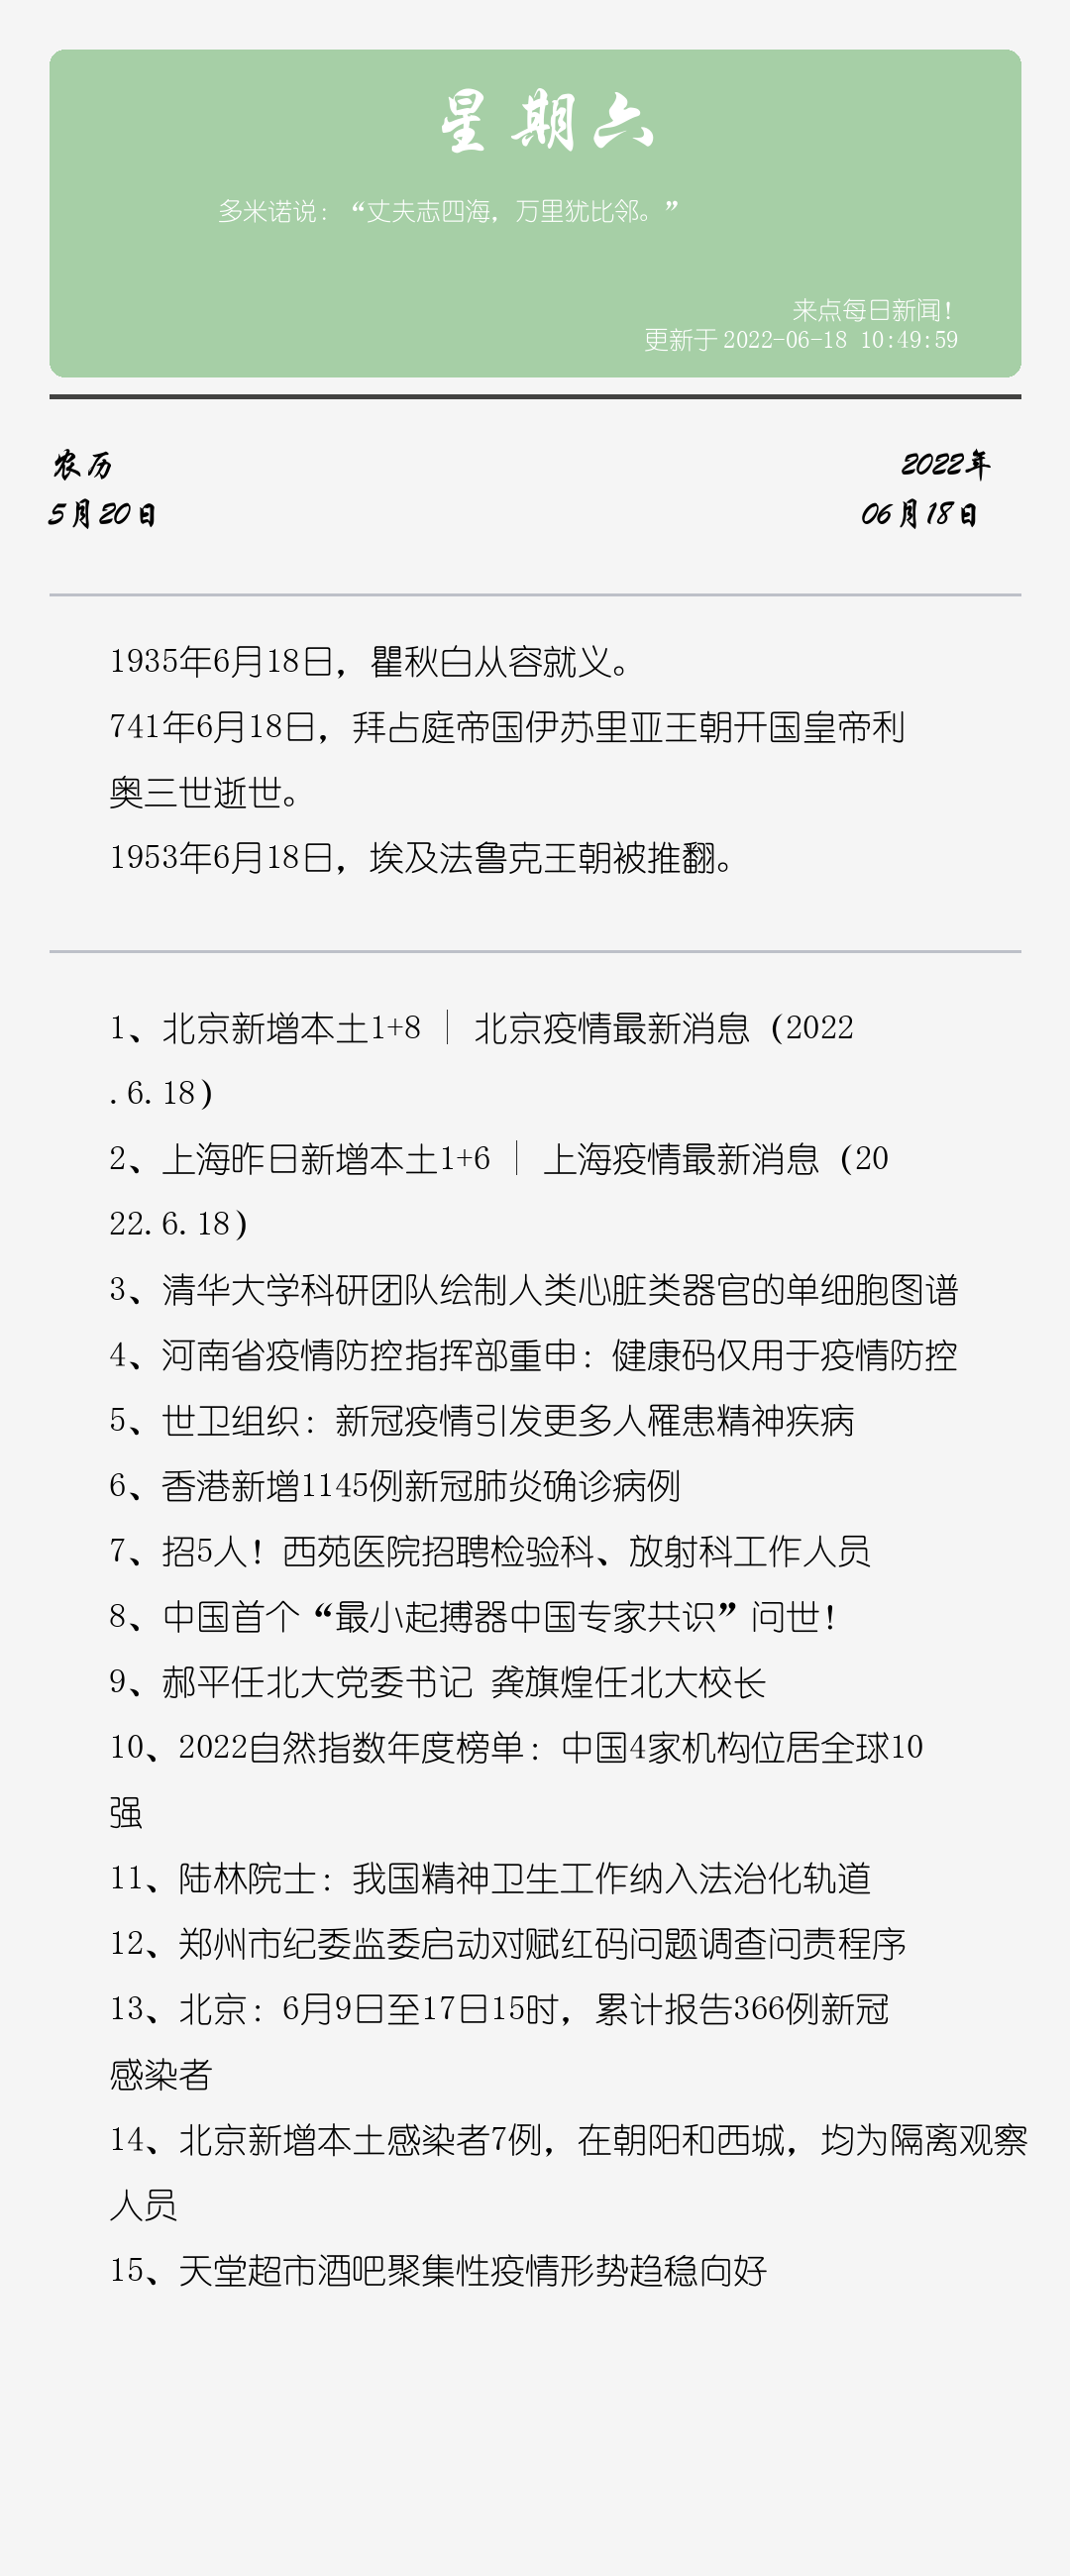 星期六
多米诺说：“丈夫志四海，万里犹比邻。”
来点每日新闻！
更新于2022-06-18 10:49:59
农历
2022年
5月20日
06月18日
1935年6月18日，瞿秋白从容就义。
741年6月18日，拜占庭帝国伊苏里亚王朝开国皇帝利
奥三世逝世。
1953年6月18日，埃及法鲁克王朝被推翻。
1、北京新增本土1+8 ｜ 北京疫情最新消息（2022
.6.18）
2、上海昨日新增本土1+6 ｜ 上海疫情最新消息（20
22.6.18）
3、清华大学科研团队绘制人类心脏类器官的单细胞图谱
4、河南省疫情防控指挥部重申：健康码仅用于疫情防控
5、世卫组织：新冠疫情引发更多人罹患精神疾病
6、香港新增1145例新冠肺炎确诊病例
7、招5人！西苑医院招聘检验科、放射科工作人员
8、中国首个“最小起搏器中国专家共识”问世！
9、郝平任北大党委书记 龚旗煌任北大校长
10、2022自然指数年度榜单：中国4家机构位居全球10
强
11、陆林院士：我国精神卫生工作纳入法治化轨道
12、郑州市纪委监委启动对赋红码问题调查问责程序
13、北京：6月9日至17日15时，累计报告366例新冠
感染者
14、北京新增本土感染者7例，在朝阳和西城，均为隔离观察
人员
15、天堂超市酒吧聚集性疫情形势趋稳向好